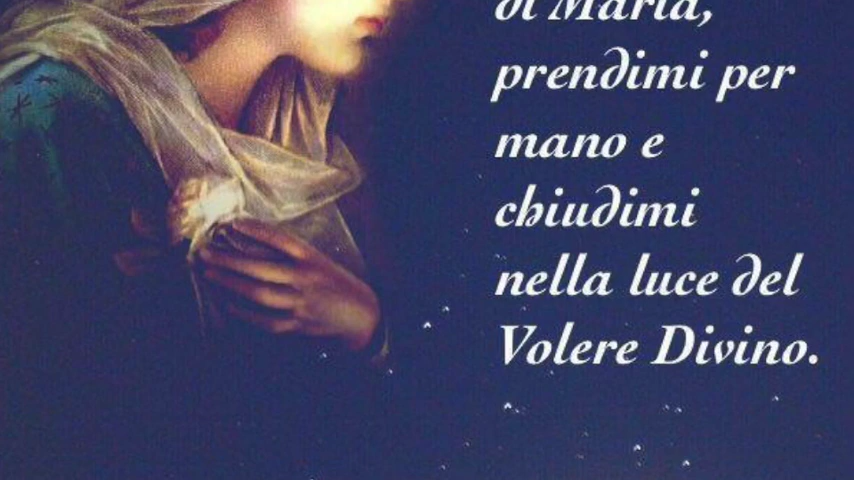 di Maria,
prendimi per
mano e
chiudimi
nella luce del
Volere Divino.